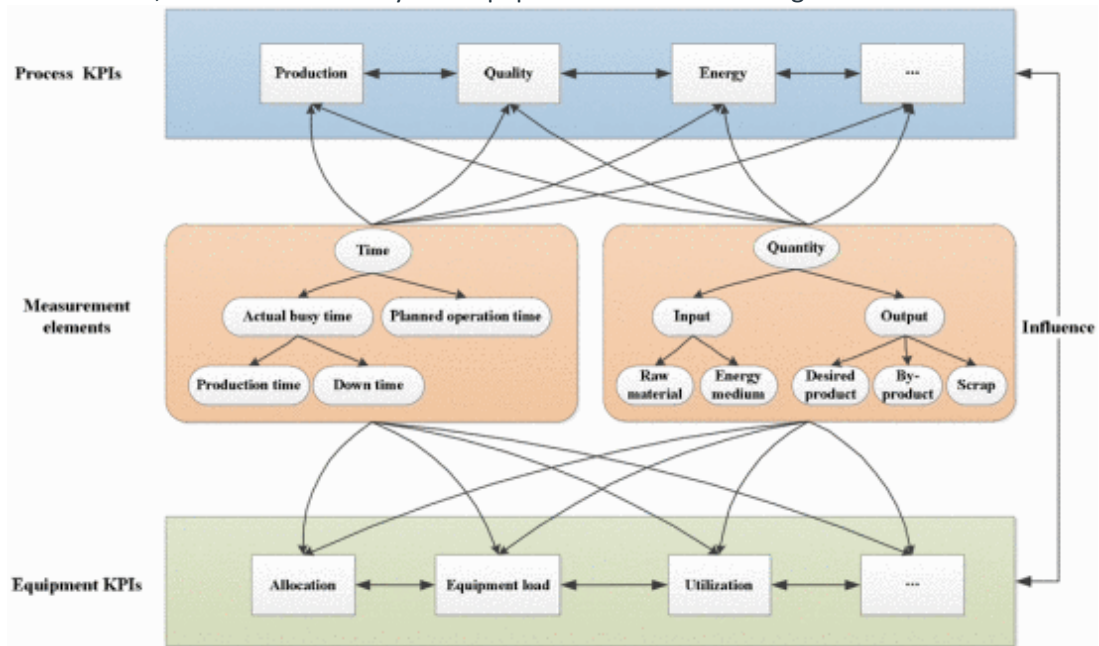 Process KPIs
Production
Quality
Energy
...
Time
Quantity
Measurement
elements
Actual busy time
Planned operation time
Input
Output
Influence
Production time
Down time
Raw
material
Energy
medium
Desired
product
By-
product
Scrap
Equipment KPIs
Allocation
Equipment load
Utilization
...